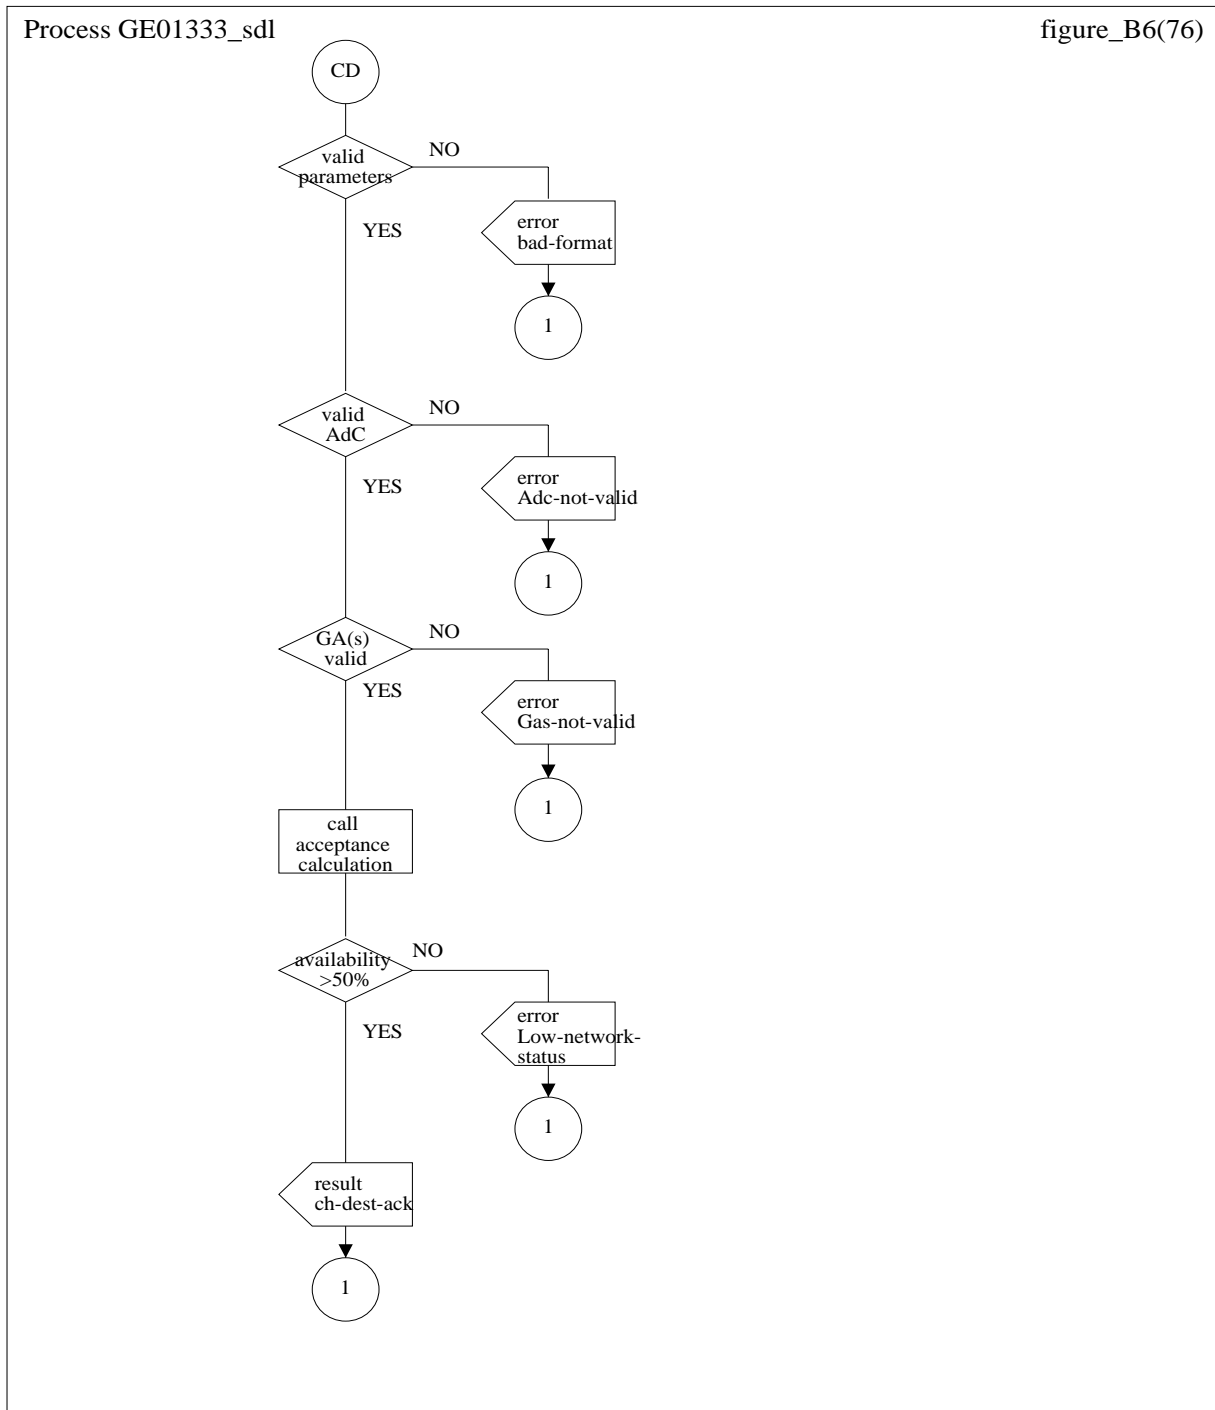 Process GE01333_sdl
figure_B6(76)
CD
valid
parameters
NO
YES
error
bad-format
1
valid
AdC
NO
YES
error
Adc-not-valid
1
GA(s)
valid
NO
YES
error
Gas-not-valid
1
call
acceptance
calculation
availability
>50%
NO
YES
error
Low-network-
status
1
result
ch-dest-ack
1